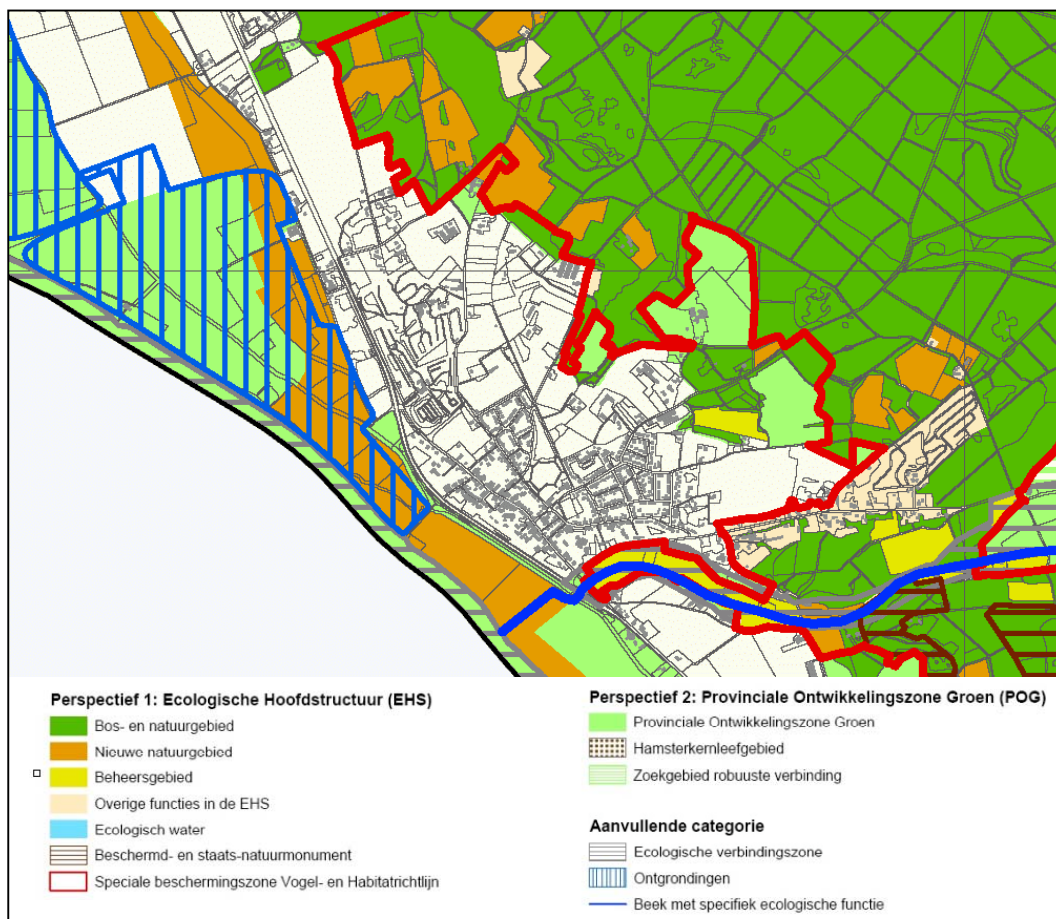 Perspectief 1: Ecologische Hoofdstructuur (EHS)
Bos- en natuurgebied
Nieuwe natuurgebied
Beheersgebied
Overige functies in de EHS
Ecologisch water
Beschermd- en staats-natuurmonument
Speciale beschermingszone Vogel- en Habitatrichtlijn
Perspectief 2: Provinciale Ontwikkelingszone Groen (POG)
Provinciale Ontwikkelingszone Groen
Hamsterkernleefgebied
Zoekgebied robuuste verbinding
Aanvullende categorie
Ecologische verbindingszone
Ontgrondingen
Beek met specifiek ecologische functie